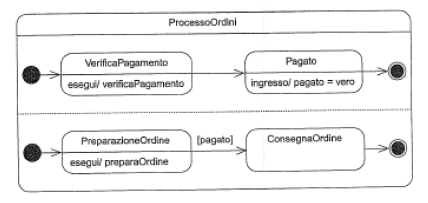 ProcessoOrdini
VerificaPagamento
esegui/ verificaPagamento
Pagato
ingresso/ pagato = vero
PreparazioneOrdine
esegui/ preparaOrdine
[pagato]
ConsegnaOrdine